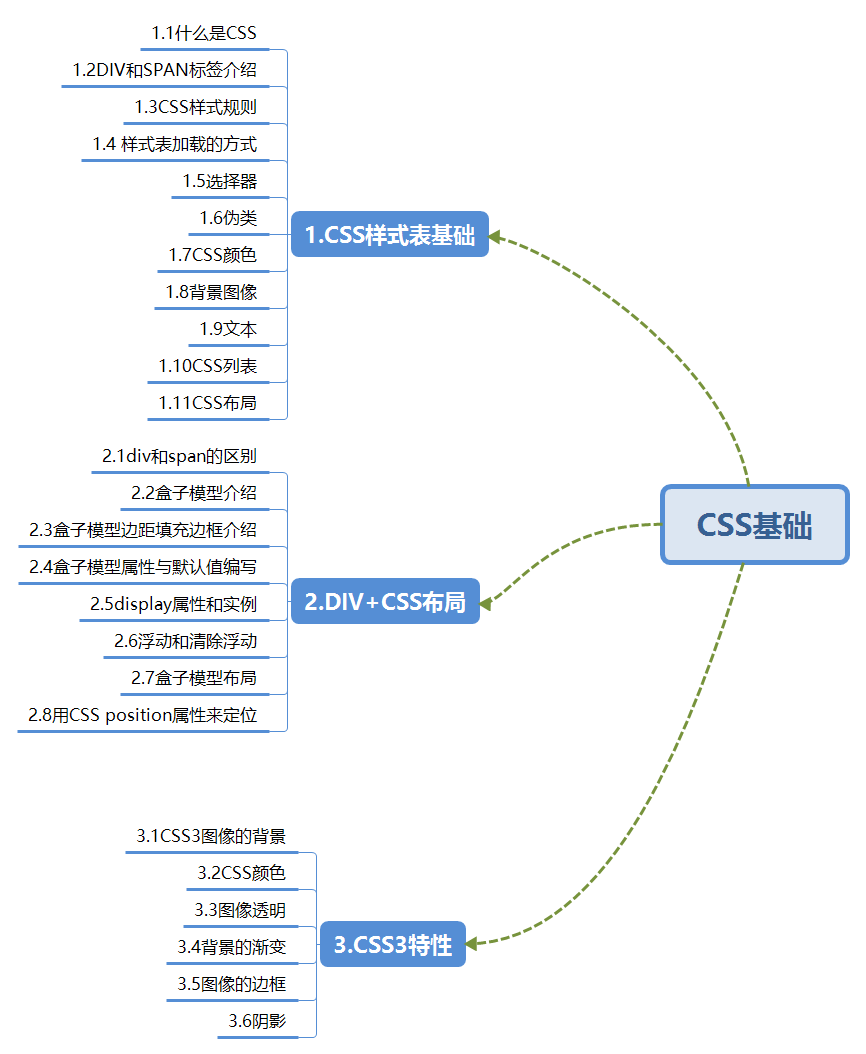 CSS基础
1.CSS样式表基础
1.1什么是CSS
1.2DIV和SPAN标签介绍
1.3CSS样式规则
1.4 样式表加载的方式
1.5选择器
1.6伪类
1.7CSS颜色
1.8背景图像
1.9文本
1.10CSS列表
1.11CSS布局
2.DIV+CSS布局
2.1div和span的区别
2.2盒子模型介绍
2.3盒子模型边距填充边框介绍
2.4盒子模型属性与默认值编写
2.5display属性和实例
2.6浮动和清除浮动
2.7盒子模型布局
2.8用CSS position属性来定位
3.CSS3特性
3.1CSS3图像的背景
3.2CSS颜色
3.3图像透明
3.4背景的渐变
3.5图像的边框
3.6阴影